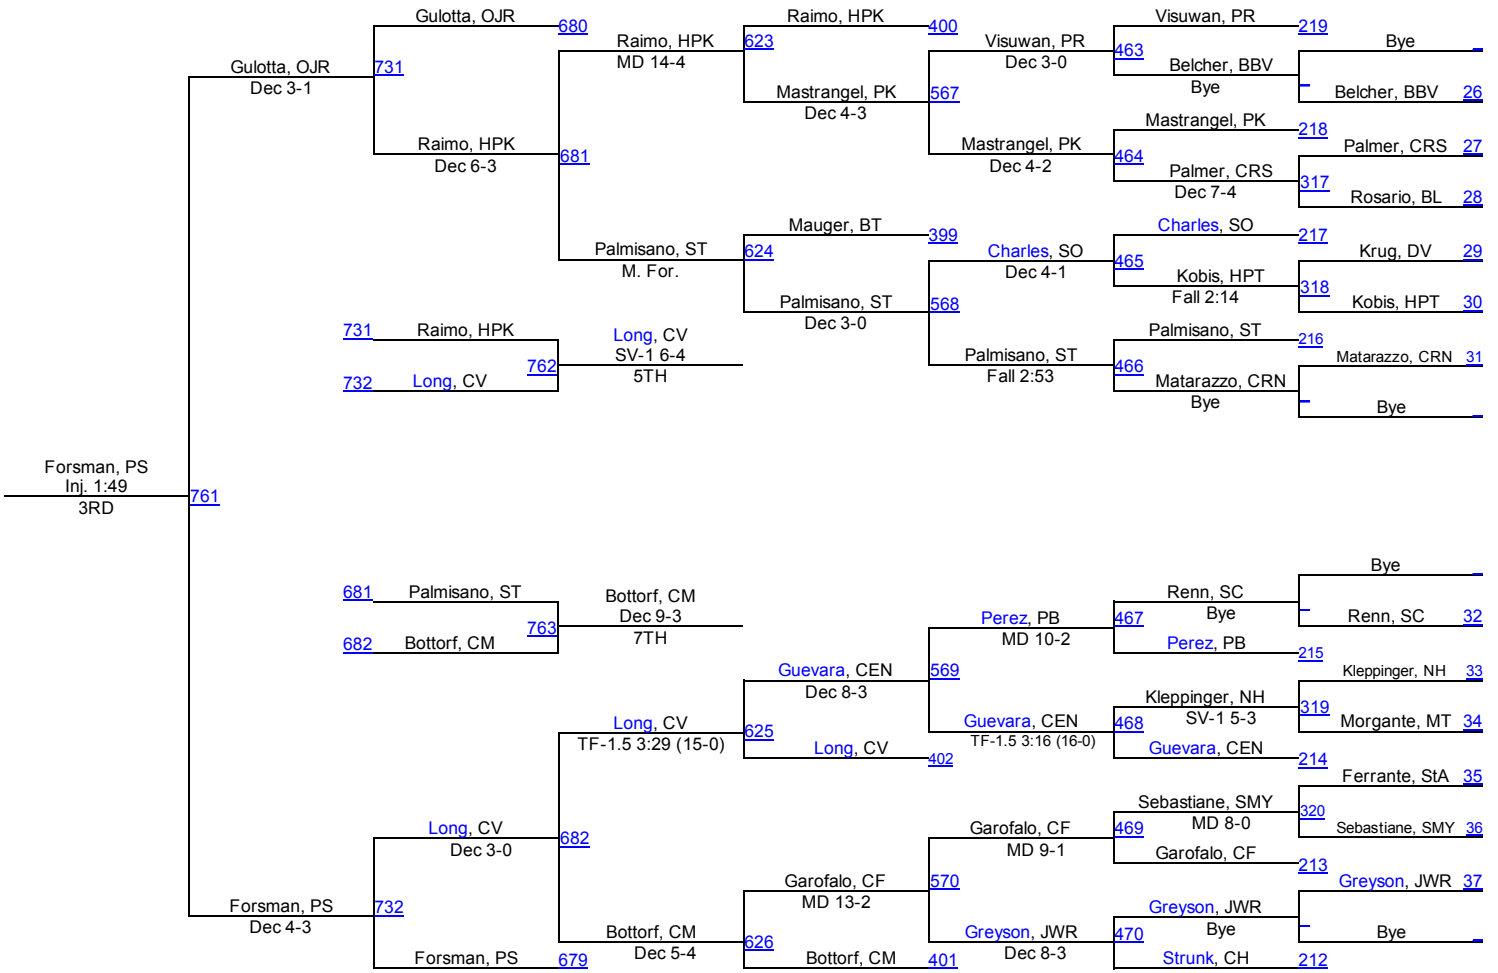 Gulotta, OJR
680
Raimo, HPK
400
Visuwan, PR
219
Raimo, HPK
MD 14-4
623
Visuwan, PR
Dec 3-0
463
Bye
Gulotta, OJR
Dec 3-1
731
Belcher, BBV
Bye
Mastrangel, PK
Dec 4-3
567
Belcher, BBV 26
Mastrangel, PK
218
Raimo, HPK
Dec 6-3
681
Mastrangel, PK
Dec 4-2
464
Palmer, CRS 27
Palmer, CRS
Dec 7-4
317
Rosario, BL 28
Mauger, BT
399
Charles, SO
217
Palmisano, ST
M. For.
624
Charles, SO
Dec 4-1
465
Krug, DV 29
Kobis, HPT
Fall 2:14
318
Palmisano, ST
Dec 3-0
568
Kobis, HPT 30
731 Raimo, HPK
Long, CV
SV-1 6-4
5TH
762
Palmisano, ST
216
Palmisano, ST
Fall 2:53
466
Matarazzo, CRN 31
732 Long, CV
Matarazzo, CRN
Bye
Bye
Forsman, PS
Inj. 1:49
3RD
761
Bye
681 Palmisano, ST
Bottorf, CM
Dec 9-3
7TH
763
Renn, SC
Bye
Perez, PB
MD 10-2
467
Renn, SC 32
682 Bottorf, CM
Perez, PB
215
Guevara, CEN
Dec 8-3
569
Kleppinger, NH 33
Kleppinger, NH
SV-1 5-3
319
Long, CV
TF-1.5 3:29 (15-0)
625
Guevara, CEN
TF-1.5 3:16 (16-0)
468
Morgante, MT 34
Long, CV
402
Guevara, CEN
214
Ferrante, StA 35
Sebastiane, SMY
MD 8-0
320
Long, CV
Dec 3-0
682
Garofalo, CF
MD 9-1
469
Sebastiane, SMY 36
Garofalo, CF
213
Garofalo, CF
MD 13-2
570
Greyson, JWR 37
Forsman, PS
Dec 4-3
732
Greyson, JWR
Bye
Bottorf, CM
Dec 5-4
626
Greyson, JWR
Dec 8-3
470
Bye
Forsman, PS
679
Bottorf, CM
401
Strunk, CH
212